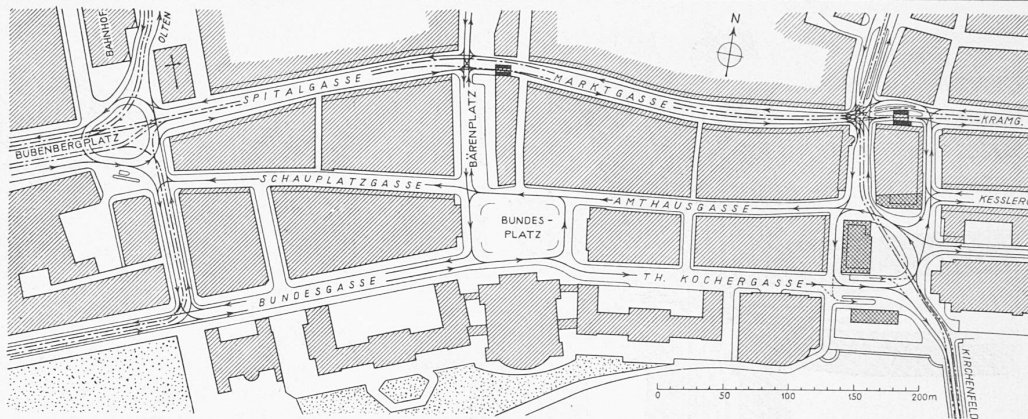 BAHNHOF
OLTEN
N
SPITALGASSE
MARKTGASSE
KRAMG.
BUBENBERGPLATZ
BÄRENPLATZ
SCHAUPLATZGASSE
AMTHAUSGASSE
KESSLERG
BUNDES-
PLATZ
BUNDESGASSE
TH. KOCHERGASSE
KIRCHENFELD
0 50 100 150 200m